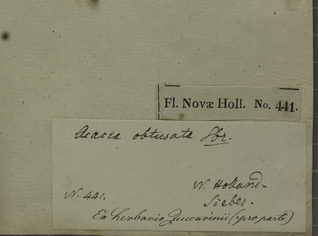 Fl. Novæ Holl. No. 441.
Acacia obtusata Sbr.
N. Holland.
Sieber.
N. 441.
Ex herbario Zuccarinii (pro parte)